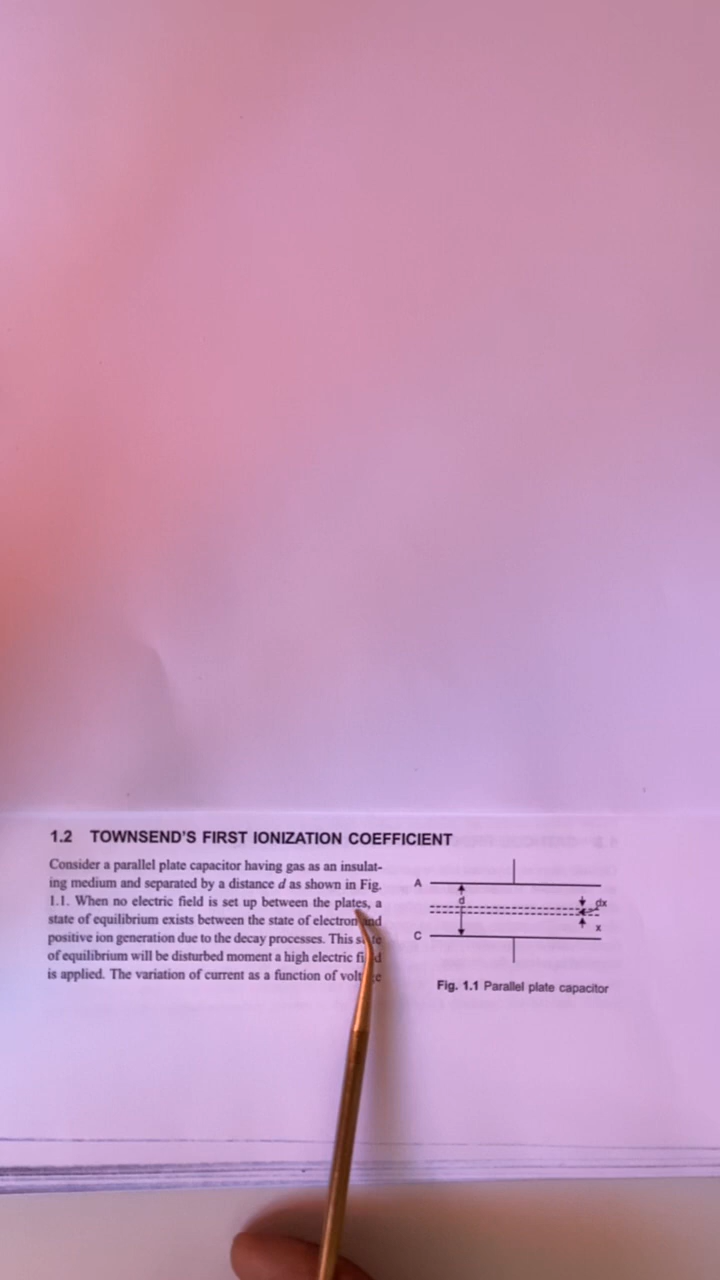 1.2 TOWNSEND'S FIRST IONIZATION COEFFICIENT
Consider a parallel plate capacitor having gas as an insulat-
ing medium and separated by a distance d as shown in Fig.
1.1. When no electric field is set up between the plates, a
state of equilibrium exists between the state of electron and
positive ion generation due to the decay processes. This
of equilibrium will be disturbed moment a high electric
is applied. The variation of current as a function of
A
d
dx
x
C
Fig. 1.1 Parallel plate capacitor